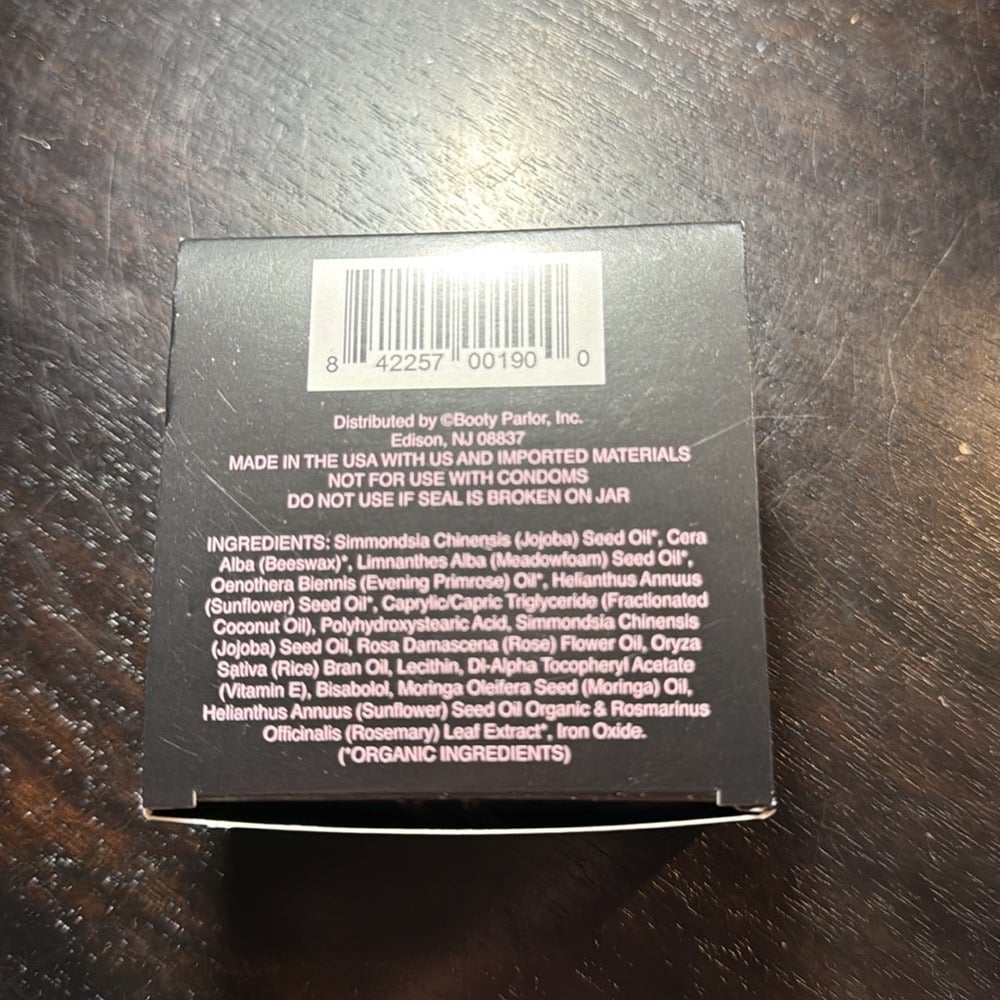 8 42257 00190 0
Distributed by ©Booty Parlor, Inc.
Edison, NJ 08837
MADE IN THE USA WITH US AND IMPORTED MATERIALS
NOT FOR USE WITH CONDOMS
DO NOT USE IF SEAL IS BROKEN ON JAR
INGREDIENTS: Simmondsia Chinensis (Jojoba) Seed Oil*, Cera
Alba (Beeswax)*, Limnanthes Alba (Meadowfoam) Seed Oil*,
Oenothera Biennis (Evening Primrose) Oil*, Helianthus Annuus
(Sunflower) Seed Oil*, Caprylic/Capric Triglyceride (Fractionated
Coconut Oil), Polyhydroxystearic Acid, Simmondsia Chinensis
(Jojoba) Seed Oil, Rosa Damascena (Rose) Flower Oil, Oryza
Sativa (Rice) Bran Oil, Lecithin, Dl-Alpha Tocopheryl Acetate
(Vitamin E), Bisabolol, Moringa Oleifera Seed (Moringa) Oil,
Helianthus Annuus (Sunflower) Seed Oil Organic & Rosmarinus
Officinalis (Rosemary) Leaf Extract*, Iron Oxide.
(*ORGANIC INGREDIENTS)